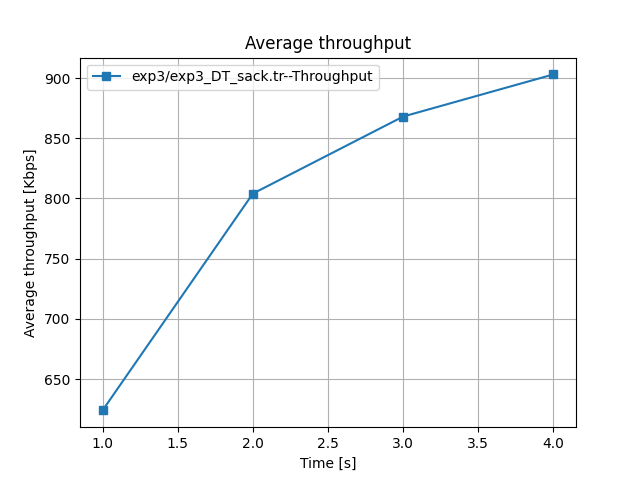 Average throughput
exp3/exp3_DT_sack.tr--Throughput
Average throughput [Kbps]
900
850
800
750
700
650
1.0 1.5 2.0 2.5 3.0 3.5 4.0
Time [s]